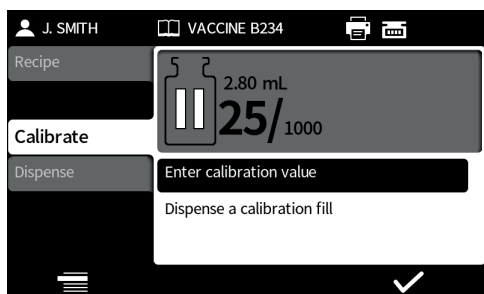 J. SMITH
VACCINE B234
Recipe
Calibrate
Dispense
2.80 mL
25/1000
Enter calibration value
Dispense a calibration fill